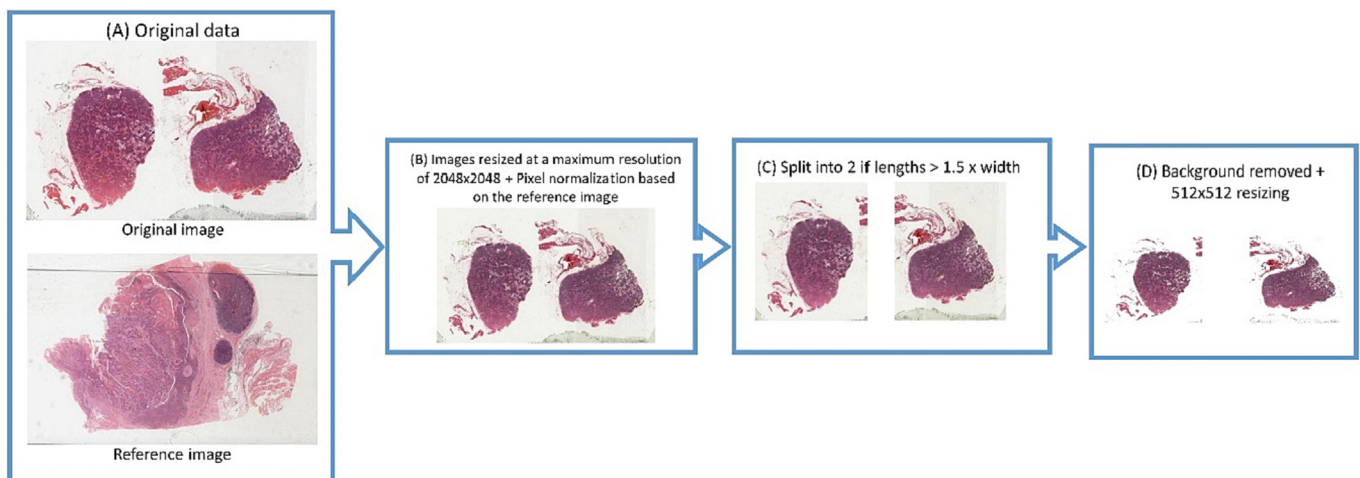 (A) Original data
Original image
Reference image
(B) Images resized at a maximum resolution
of 2048x2048 + Pixel normalization based
on the reference image
(C) Split into 2 if lengths > 1.5 x width
(D) Background removed +
512x512 resizing